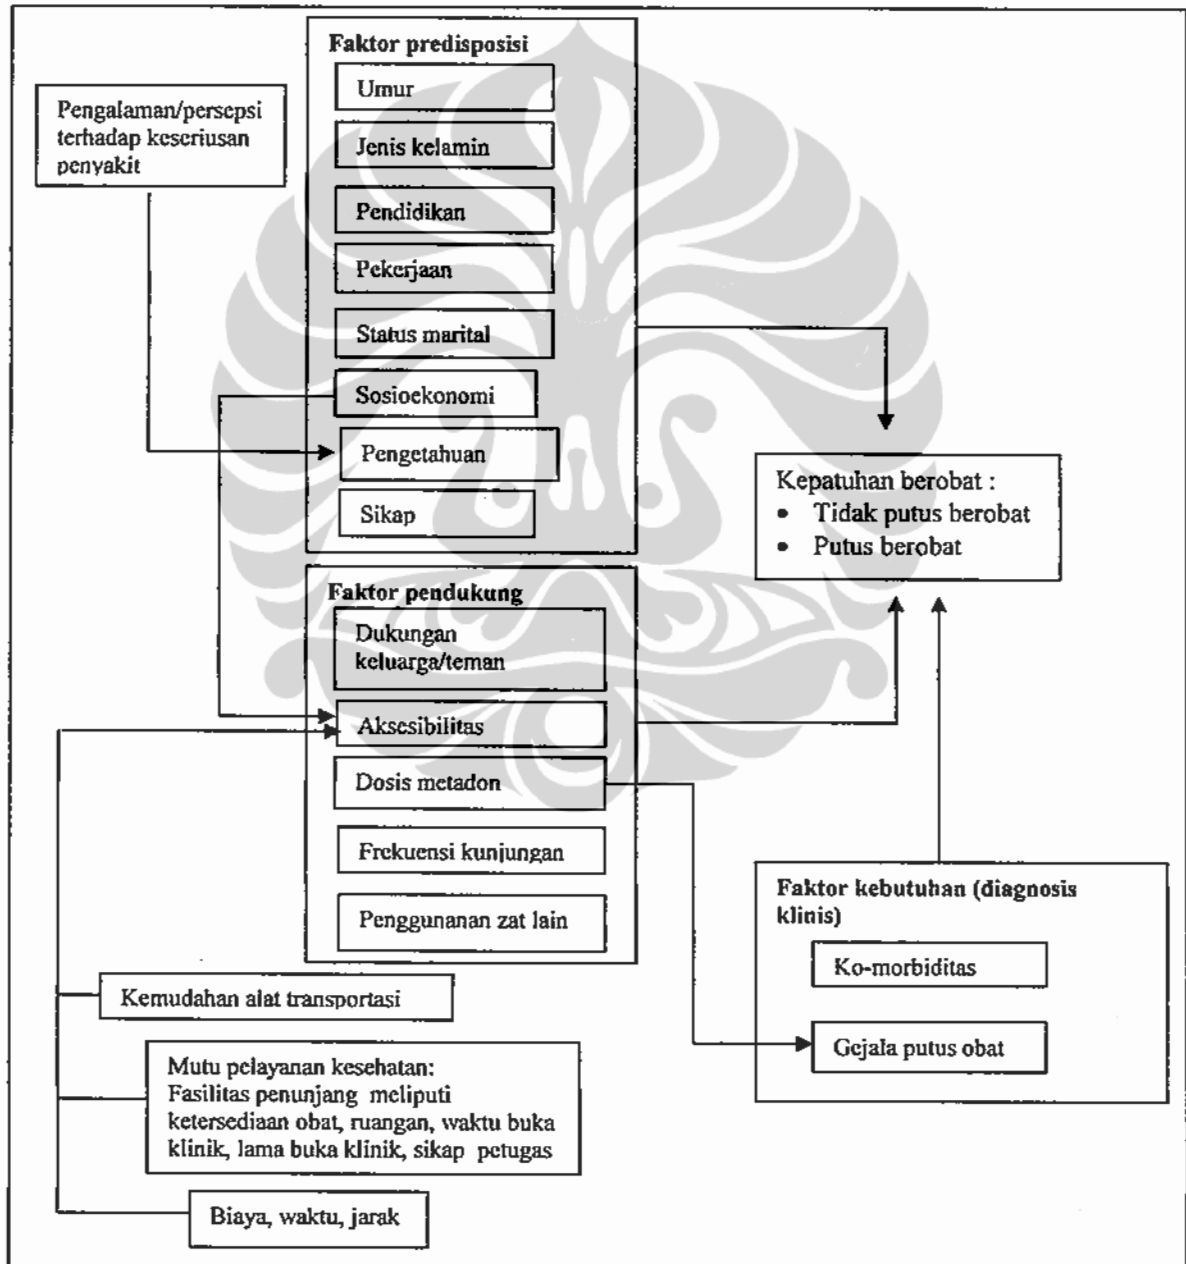 Faktor predisposisi
Umur
Pengalaman/persepsi
terhadap keseriusan
penyakit
Jenis kelamin
Pendidikan
Pekerjaan
Status marital
Sosioekonomi
Pengetahuan
Sikap
Kepatuhan berobat :
• Tidak putus berobat
• Putus berobat
Faktor pendukung
Dukungan
keluarga/teman
Aksesibilitas
Dosis metadon
Frekuensi kunjungan
Penggunanan zat lain
Faktor kebutuhan (diagnosis
klinis)
Ko-morbiditas
Gejala putus obat
Kemudahan alat transportasi
Mutu pelayanan kesehatan:
Fasilitas penunjang meliputi
ketersediaan obat, ruangan, waktu buka
klinik, lama buka klinik, sikap petugas
Biaya, waktu, jarak